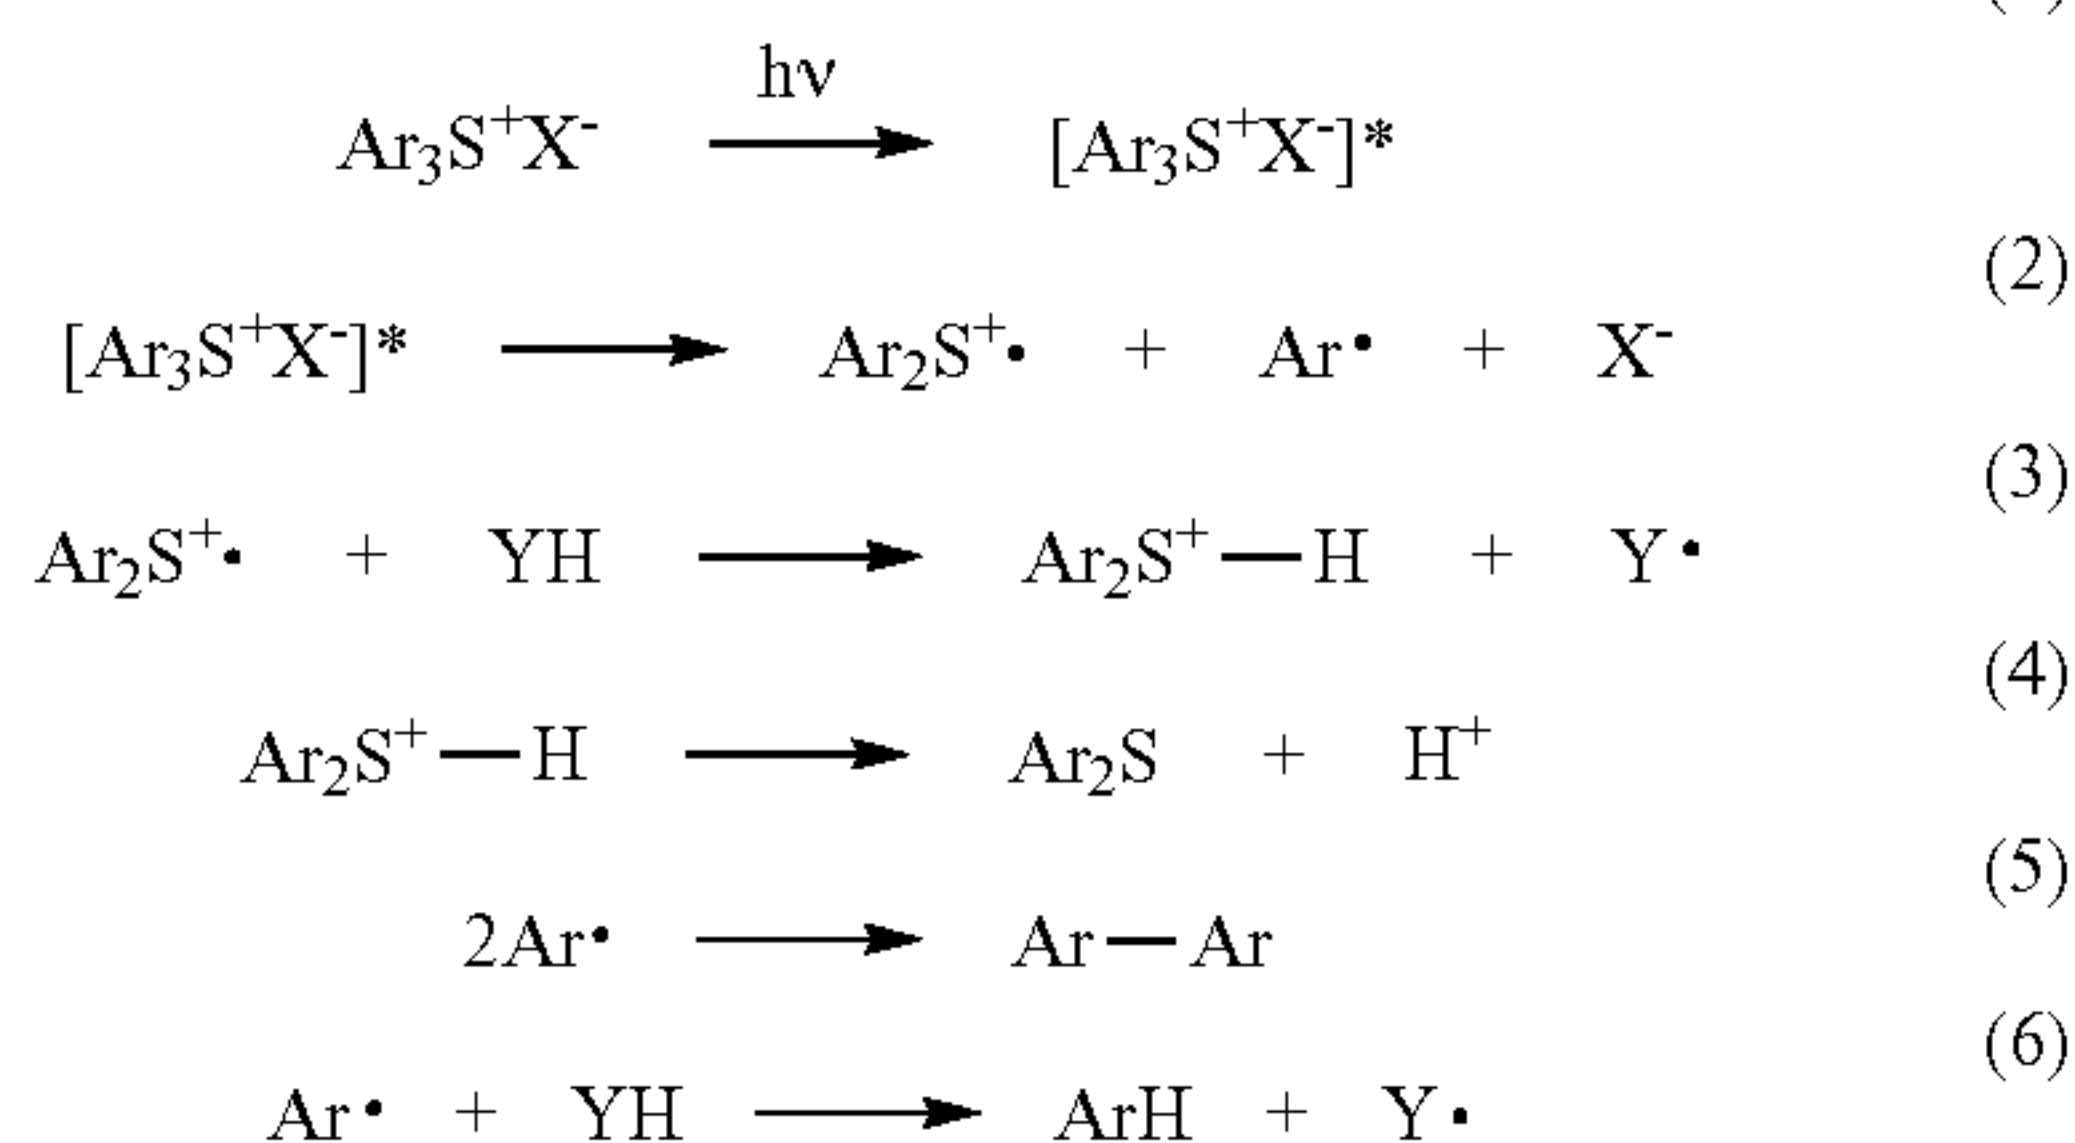 hν
Ar₃S⁺X⁻ ⟶ [Ar₃S⁺X⁻]*
(2)
[Ar₃S⁺X⁻]* ⟶ Ar₂S⁺• + Ar• + X⁻
(3)
Ar₂S⁺• + YH ⟶ Ar₂S⁺—H + Y•
(4)
Ar₂S⁺—H ⟶ Ar₂S + H⁺
(5)
2Ar• ⟶ Ar—Ar
(6)
Ar• + YH ⟶ ArH + Y•